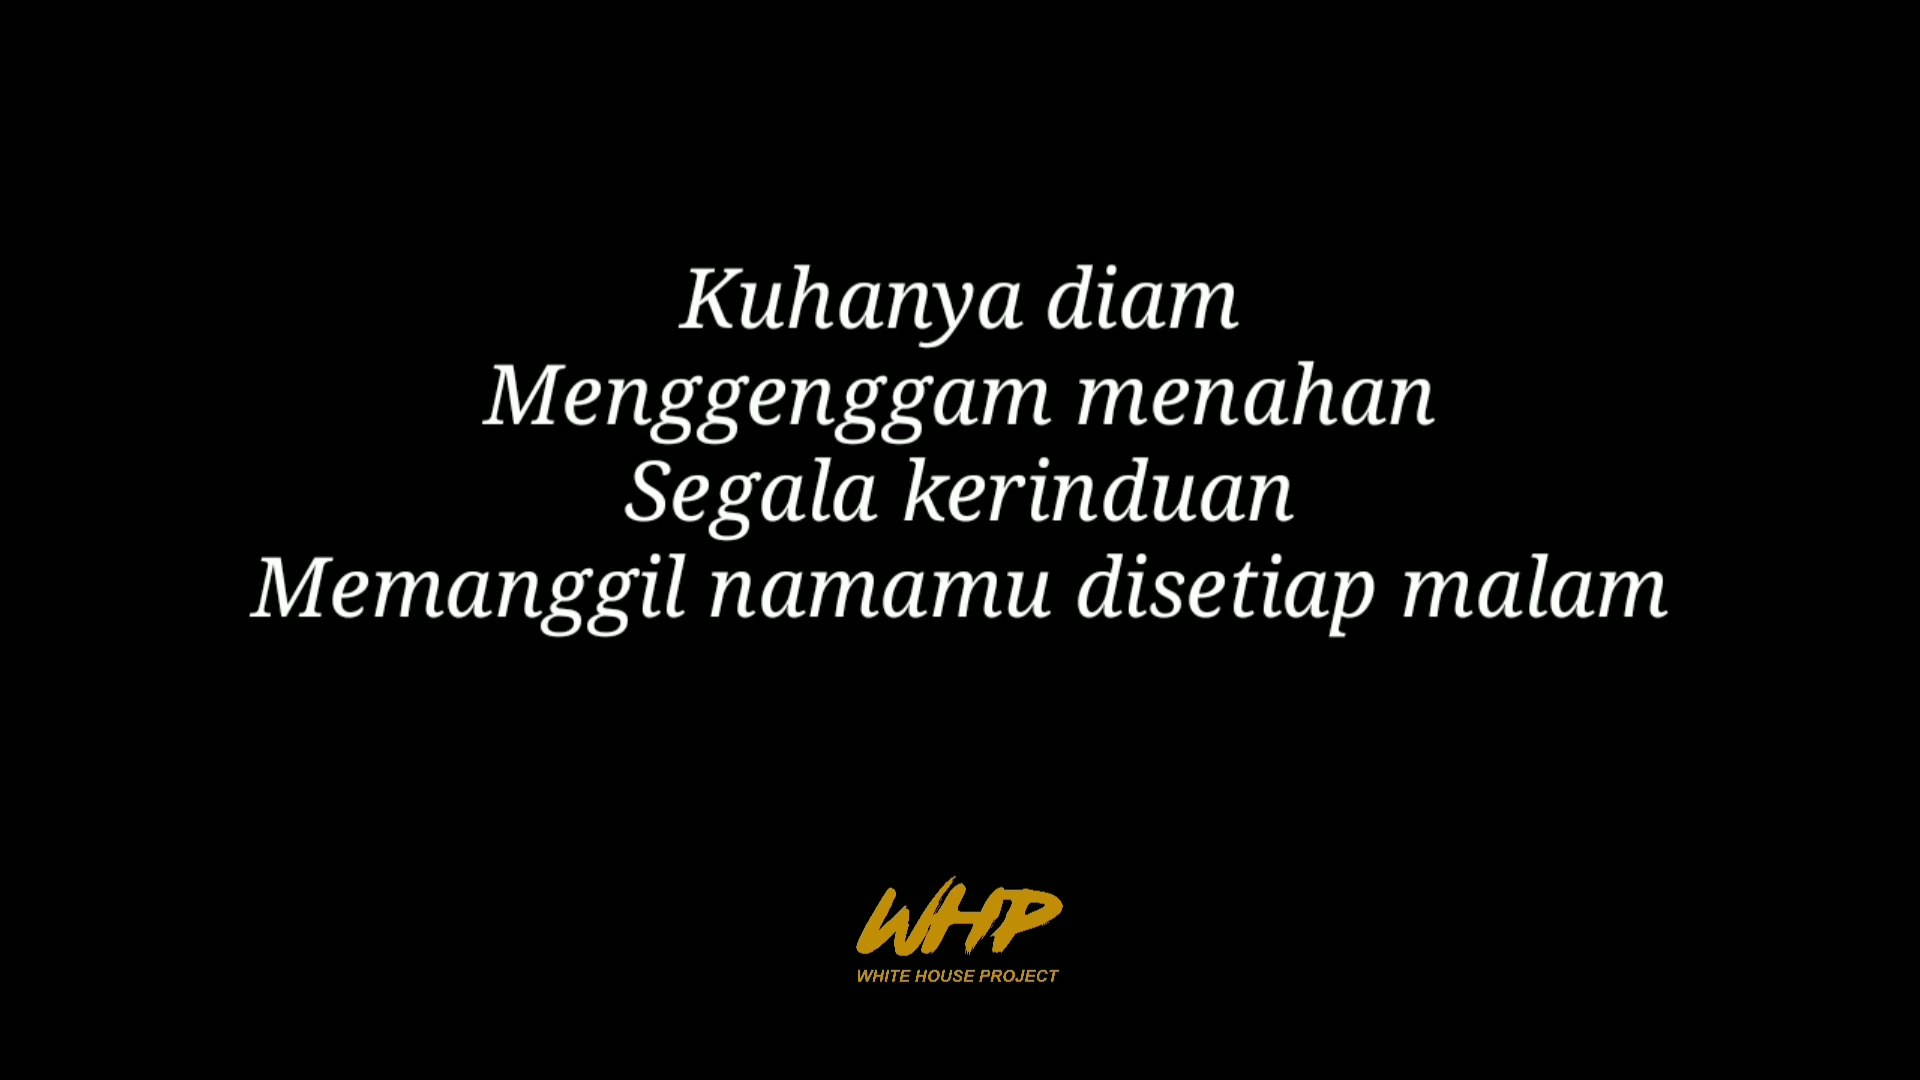 Kuhanya diam
Menggenggam menahan
Segala kerinduan
Memanggil namamu disetiap malam
WHP
WHITE HOUSE PROJECT